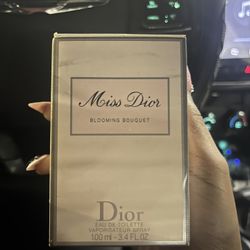 Miss Dior
BLOOMING BOUQUET
Dior
EAU DE TOILETTE
VAPORISATEUR-SPRAY
100 ml - 3.4 FL.OZ